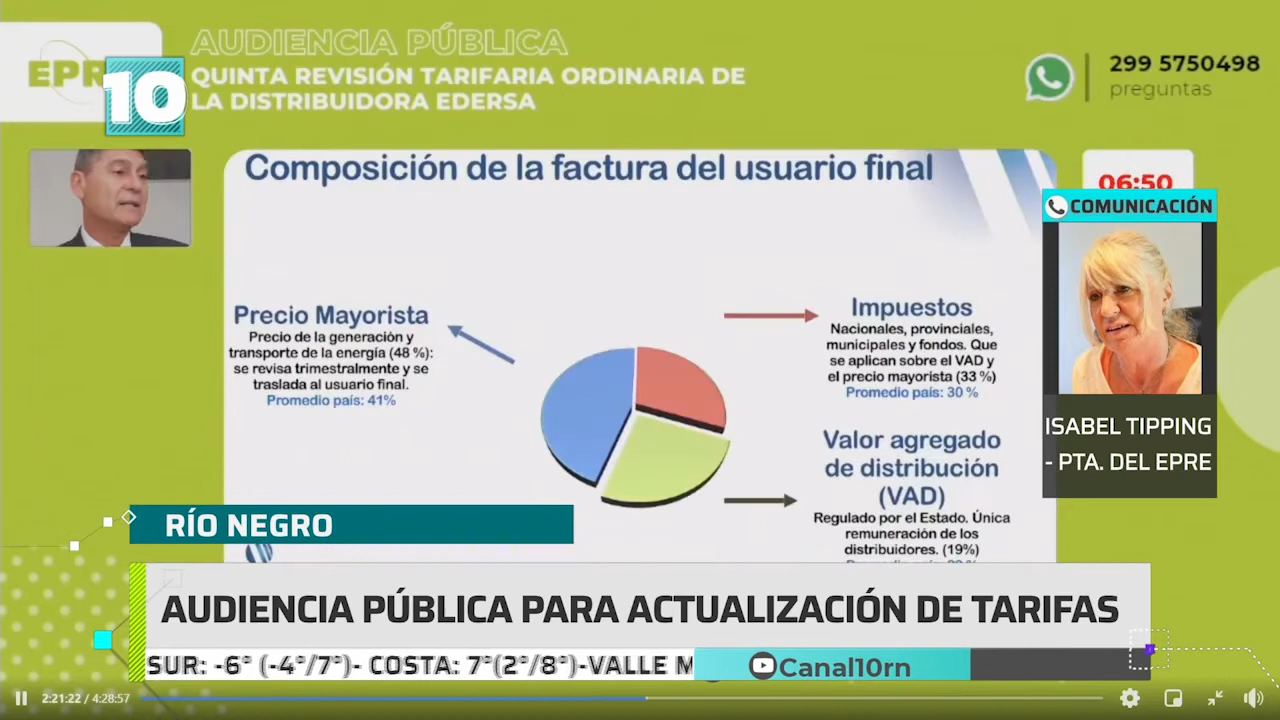 AUDIENCIA PÚBLICA
EPR
10
QUINTA REVISIÓN TARIFARIA ORDINARIA DE
LA DISTRIBUIDORA EDERSA
299 5750498
preguntas
Composición de la factura del usuario final
06:50
COMUNICACIÓN
Precio Mayorista
Precio de la generación y
transporte de la energía (48 %):
se revisa trimestralmente y se
traslada al usuario final.
Promedio país: 41%
Impuestos
Nacionales, provinciales,
municipales y fondos. Que
se aplican sobre el VAD y
el precio mayorista (33 %)
Promedio país: 30 %
Valor agregado
de distribución
(VAD)
Regulado por el Estado. Única
remuneración de los
distribuidores. (19%)
ISABEL TIPPING
- PTA. DEL EPRE
RÍO NEGRO
AUDIENCIA PÚBLICA PARA ACTUALIZACIÓN DE TARIFAS
SUR: -6° (-4°/7°)- COSTA: 7°(2°/8°)-VALLE M
Canal10rn
2:21:22 / 4:28:57